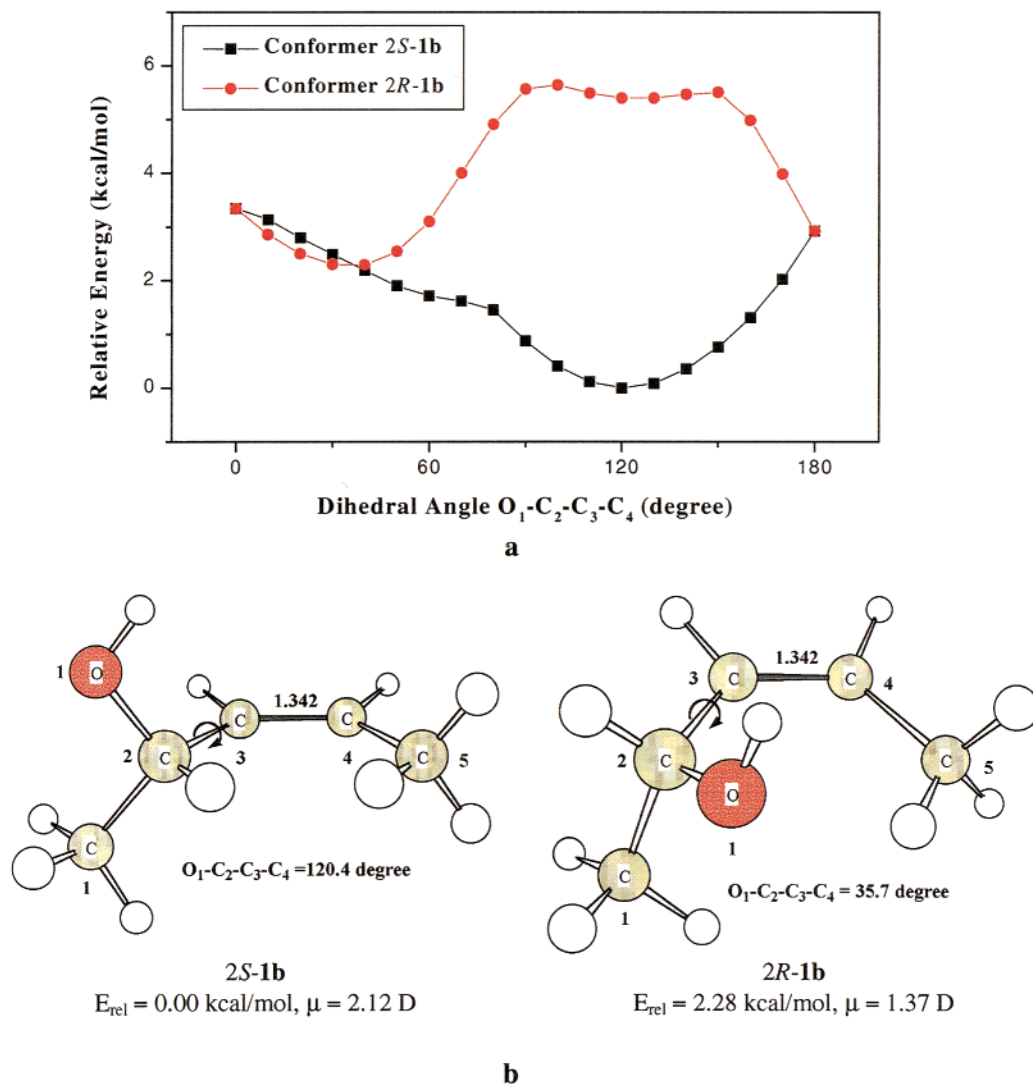 Conformer 2S-1b
Conformer 2R-1b
Relative Energy (kcal/mol)
6
4
2
0
0
60
120
180
Dihedral Angle O₁-C₂-C₃-C₄ (degree)
a
1
O
C
2
C
3
1.342
C
4
C
5
C
1
O₁-C₂-C₃-C₄ =120.4 degree
2S-1b
Eᵣₑₗ = 0.00 kcal/mol, μ = 2.12 D
3
C
1.342
C
4
2
C
O
1
C
5
C
1
O₁-C₂-C₃-C₄ = 35.7 degree
2R-1b
Eᵣₑₗ = 2.28 kcal/mol, μ = 1.37 D
b